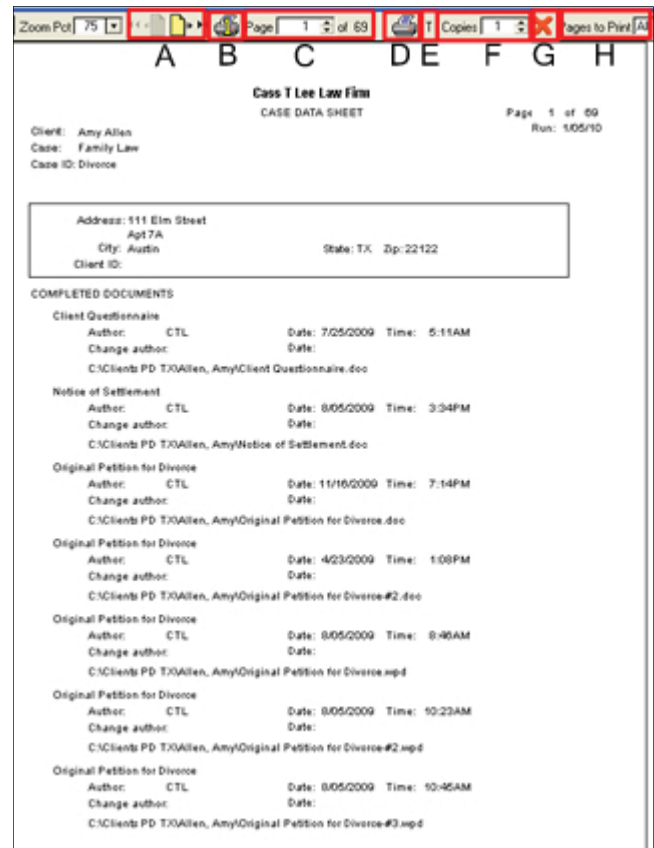 Zoom Pct 75 Page 1 of 69 T Copies 1 Pages to Print
A B C D E F G H
Cass T Lee Law Firm
CASE DATA SHEET
Page 1 of 69
Run: 1/05/10
Client: Amy Allen
Case: Family Law
Case ID: Divorce
Address: 111 Elm Street
Apt 7A
City: Austin State: TX Zip: 22122
Client ID:
COMPLETED DOCUMENTS
Client Questionnaire
Author: CTL Date: 7/25/2009 Time: 5:11AM
Change author: Date:
C:\Clients PD TX\Allen, Amy\Client Questionnaire.doc
Notice of Settlement
Author: CTL Date: 8/05/2009 Time: 3:34PM
Change author: Date:
C:\Clients PD TX\Allen, Amy\Notice of Settlement.doc
Original Petition for Divorce
Author: CTL Date: 11/16/2009 Time: 7:14PM
Change author: Date:
C:\Clients PD TX\Allen, Amy\Original Petition for Divorce.doc
Original Petition for Divorce
Author: CTL Date: 4/23/2009 Time: 1:08PM
Change author: Date:
C:\Clients PD TX\Allen, Amy\Original Petition for Divorce-#2.doc
Original Petition for Divorce
Author: CTL Date: 8/05/2009 Time: 8:46AM
Change author: Date:
C:\Clients PD TX\Allen, Amy\Original Petition for Divorce.wpd
Original Petition for Divorce
Author: CTL Date: 8/05/2009 Time: 10:23AM
Change author: Date:
C:\Clients PD TX\Allen, Amy\Original Petition for Divorce-#2.wpd
Original Petition for Divorce
Author: CTL Date: 8/05/2009 Time: 10:46AM
Change author: Date:
C:\Clients PD TX\Allen, Amy\Original Petition for Divorce-#3.wpd